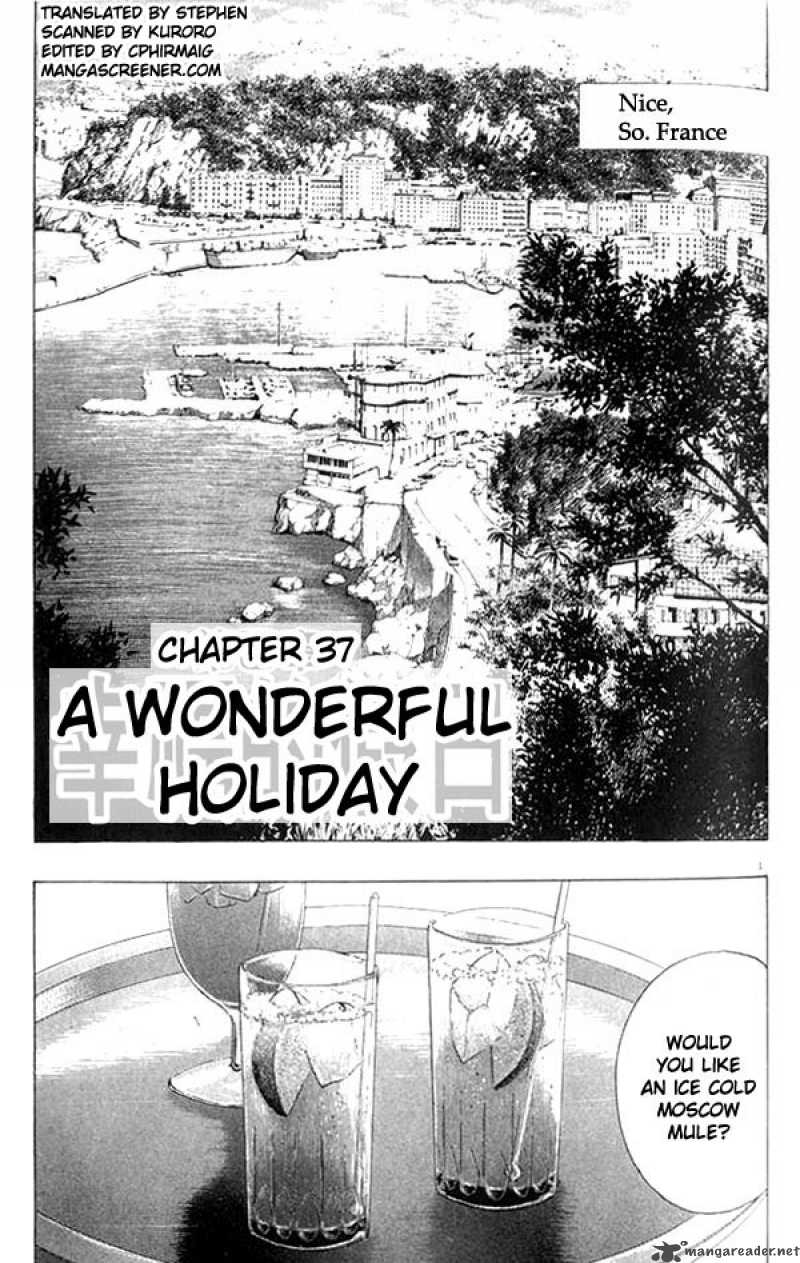 TRANSLATED BY STEPHEN
SCANNED BY KURORO
EDITED BY CPHIRMAIG
MANGASCREENER.COM
Nice,
So. France
CHAPTER 37
A WONDERFUL
HOLIDAY
1
WOULD
YOU LIKE
AN ICE COLD
MOSCOW
MULE?
mangareader.net